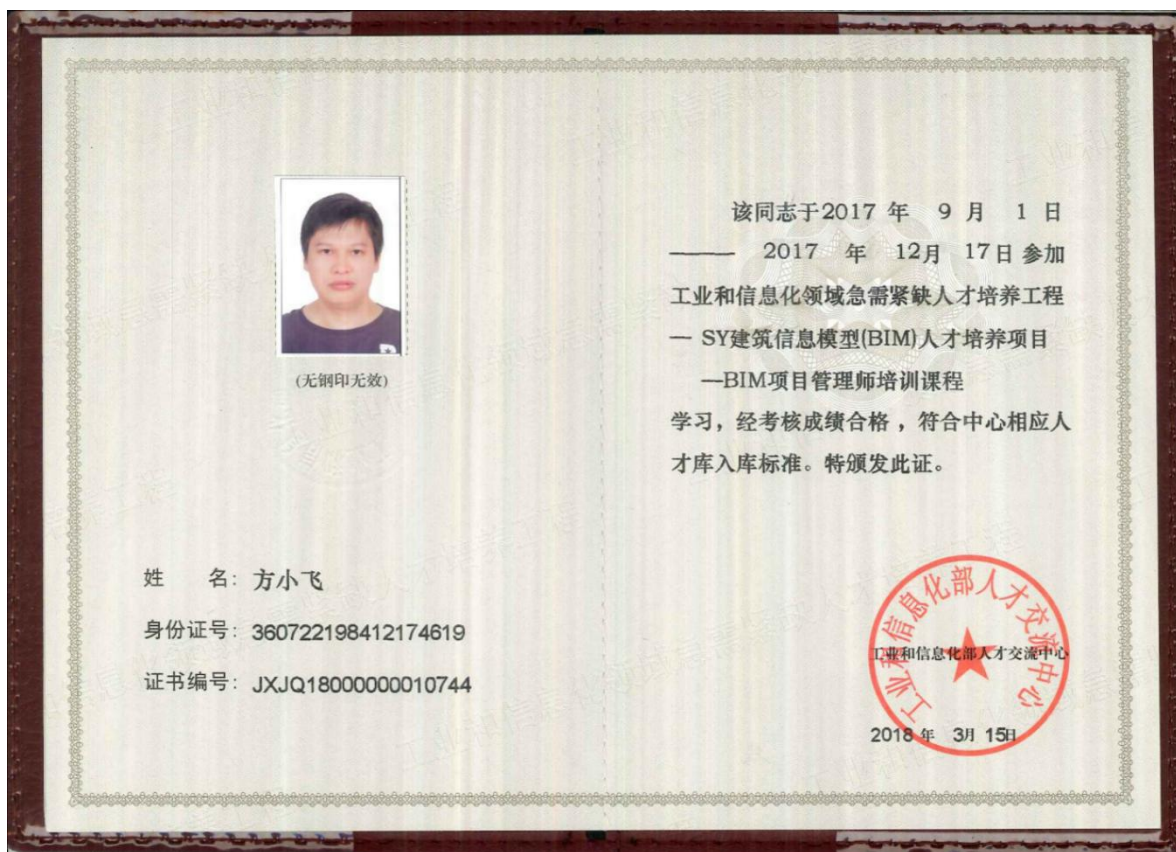 (无钢印无效)
姓 名：方小飞
身份证号：360722198412174619
证书编号：JXJQ18000000010744
该同志于2017 年 9 月 1 日
—— 2017 年 12月 17日 参加
工业和信息化领域急需紧缺人才培养工程
— SY建筑信息模型(BIM)人才培养项目
—BIM项目管理师培训课程
学习，经考核成绩合格，符合中心相应人
才库入库标准。特颁发此证。
工业和信息化部人才交流中心
工业和信息化部人才交流中心
2018 年 3月 15日